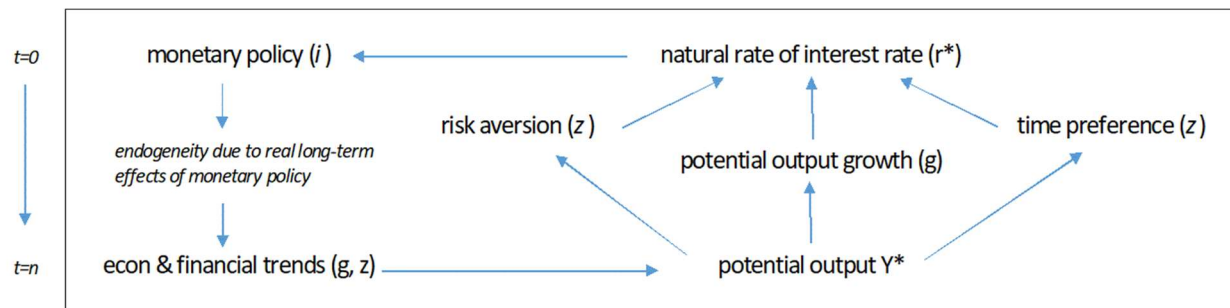 t=0
monetary policy (i)
natural rate of interest rate (r*)
risk aversion (z)
time preference (z)
endogeneity due to real long-term
effects of monetary policy
potential output growth (g)
t=n
econ & financial trends (g, z)
potential output Y*